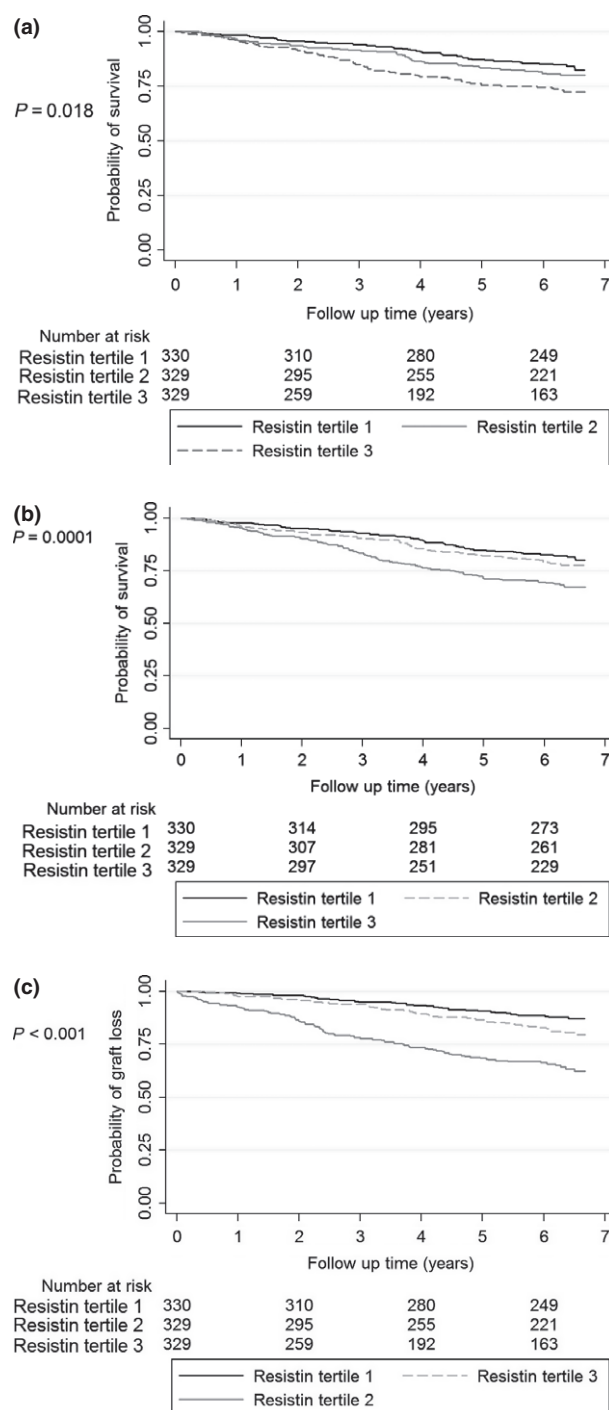 (a)
P = 0.018
Probability of survival
1.00
0.75
0.50
0.25
0.00
0 1 2 3 4 5 6 7
Follow up time (years)
Number at risk
Resistin tertile 1 330 310 280 249
Resistin tertile 2 329 295 255 221
Resistin tertile 3 329 259 192 163
Resistin tertile 1 Resistin tertile 2
Resistin tertile 3
(b)
P = 0.0001
Probability of survival
1.00
0.75
0.50
0.25
0.00
0 1 2 3 4 5 6 7
Follow up time (years)
Number at risk
Resistin tertile 1 330 314 295 273
Resistin tertile 2 329 307 281 261
Resistin tertile 3 329 297 251 229
Resistin tertile 1 Resistin tertile 2
Resistin tertile 3
(c)
P < 0.001
Probability of graft loss
1.00
0.75
0.50
0.25
0.00
0 1 2 3 4 5 6 7
Follow up time (years)
Number at risk
Resistin tertile 1 330 310 280 249
Resistin tertile 2 329 295 255 221
Resistin tertile 3 329 259 192 163
Resistin tertile 1 Resistin tertile 3
Resistin tertile 2